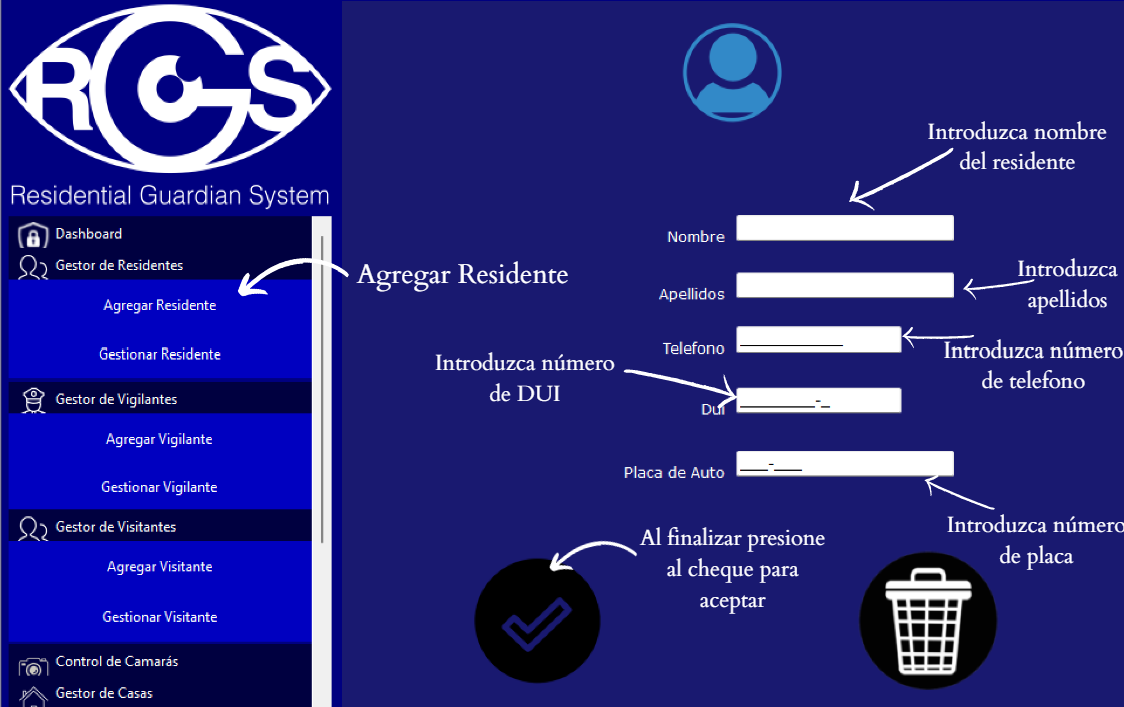 RGS
Residential Guardian System
Dashboard
Gestor de Residentes
Agregar Residente
Gestionar Residente
Gestor de Vigilantes
Agregar Vigilante
Gestionar Vigilante
Gestor de Visitantes
Agregar Visitante
Gestionar Visitante
Control de Camarás
Gestor de Casas
Agregar Residente
Introduzca nombre
del residente
Nombre
Apellidos
Introduzca
apellidos
Telefono
Introduzca número
de telefono
Introduzca número
de DUI
Dui
_________-_
Placa de Auto
___-___
Introduzca número
de placa
Al finalizar presione
al cheque para
aceptar